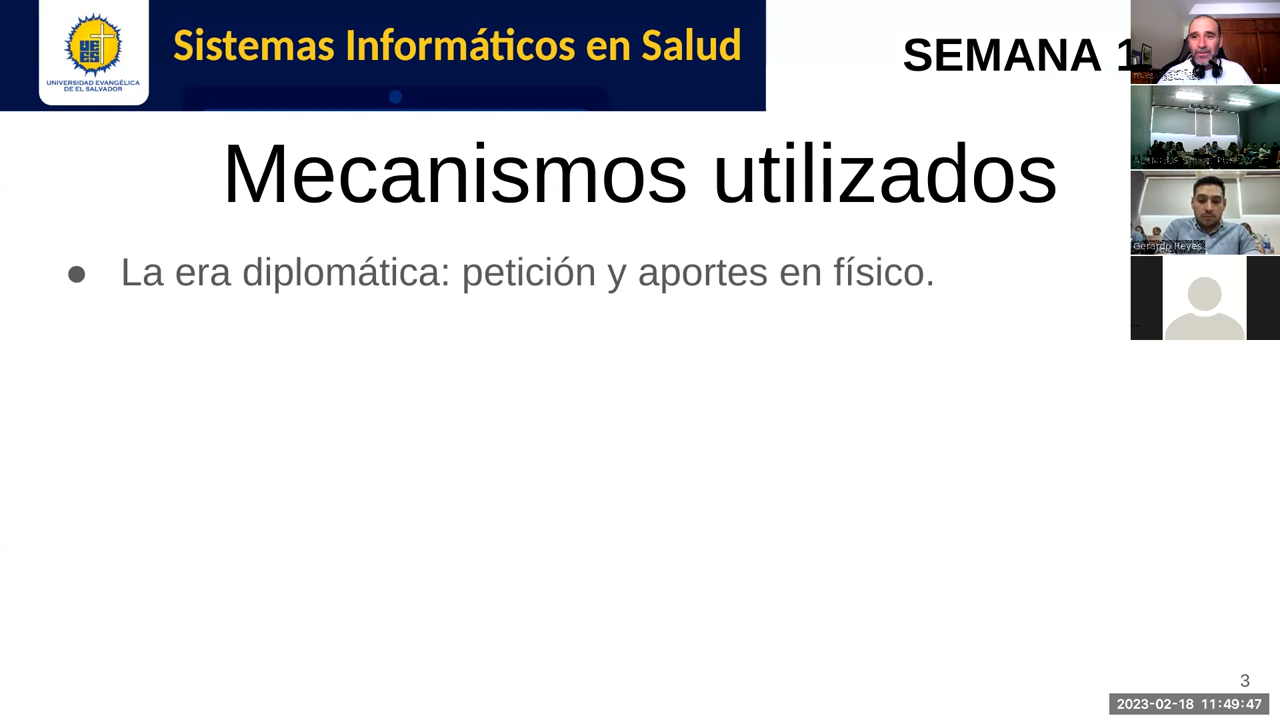 Sistemas Informáticos en Salud
UNIVERSIDAD EVANGÉLICA
DE EL SALVADOR
SEMANA 1
Mecanismos utilizados
● La era diplomática: petición y aportes en físico.
Gerardo Reyes
3
2023-02-18 11:49:47